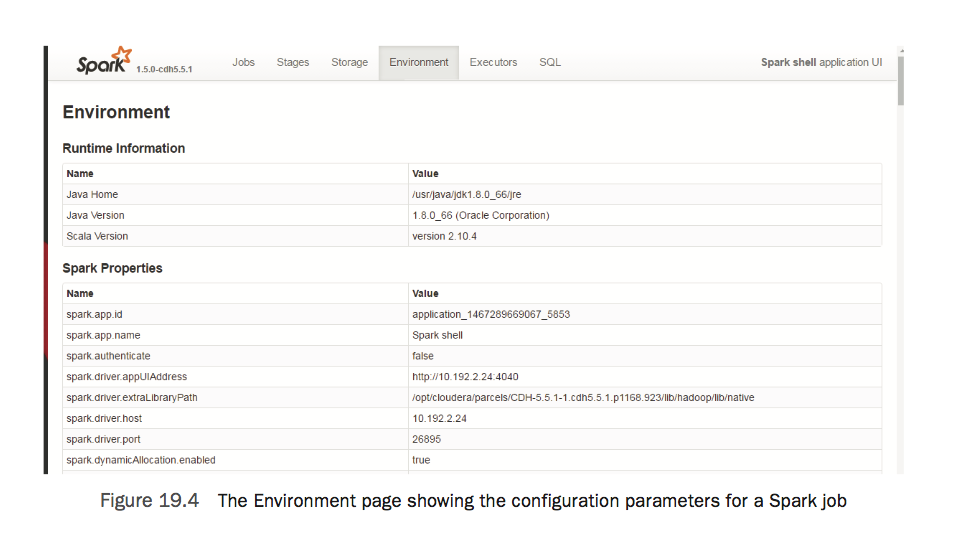 Spark 1.5.0-cdh5.5.1 Jobs Stages Storage Environment Executors SQL Spark shell application UI
Environment
Runtime Information
Name Value
Java Home /usr/java/jdk1.8.0_66/jre
Java Version 1.8.0_66 (Oracle Corporation)
Scala Version version 2.10.4
Spark Properties
Name Value
spark.app.id application_1467289669067_5853
spark.app.name Spark shell
spark.authenticate false
spark.driver.appUIAddress http://10.192.2.24:4040
spark.driver.extraLibraryPath /opt/cloudera/parcels/CDH-5.5.1-1.cdh5.5.1.p1168.923/lib/hadoop/lib/native
spark.driver.host 10.192.2.24
spark.driver.port 26895
spark.dynamicAllocation.enabled true
Figure 19.4 The Environment page showing the configuration parameters for a Spark job